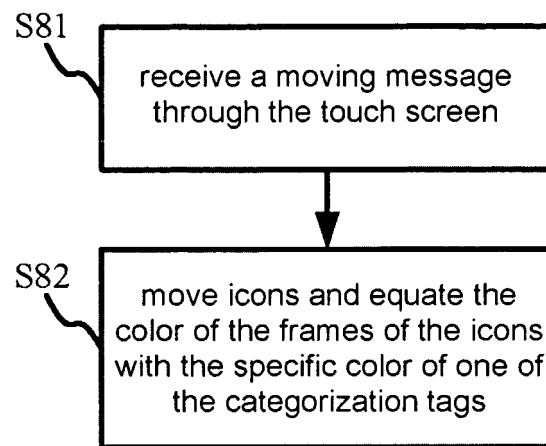 S81
receive a moving message
through the touch screen
S82
move icons and equate the
color of the frames of the icons
with the specific color of one of
the categorization tags